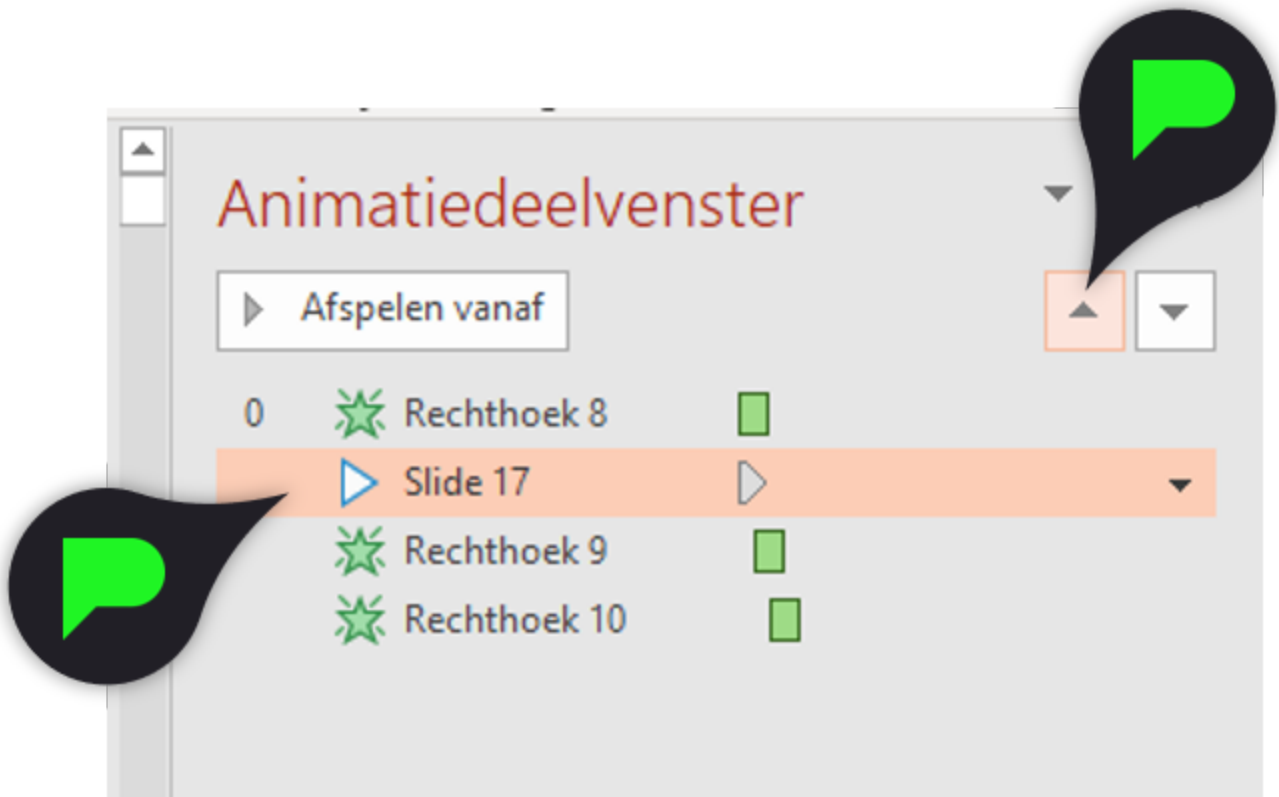 Animatiedeelvenster
Afspelen vanaf
0 Rechthoek 8
Slide 17
Rechthoek 9
Rechthoek 10